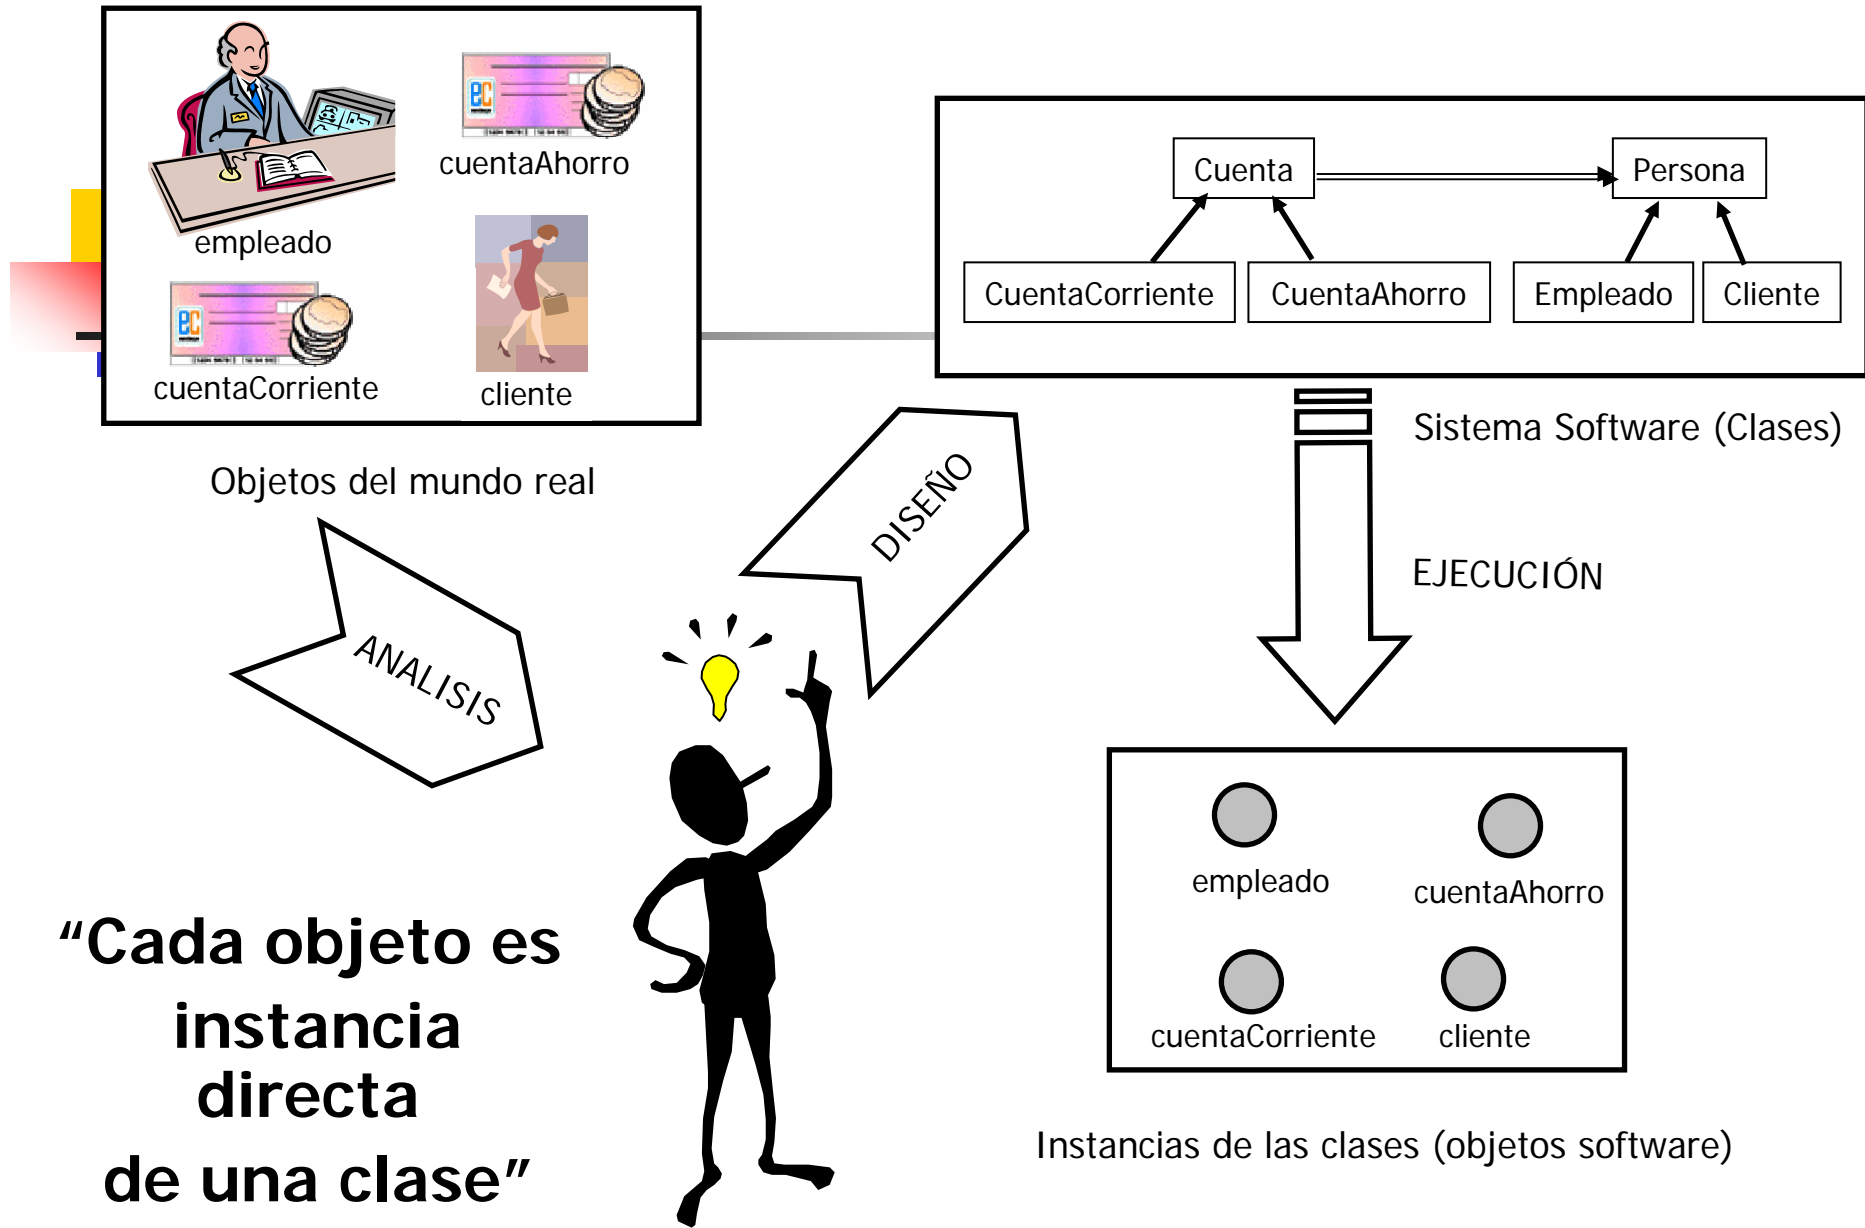 cuentaAhorro
empleado
cuentaCorriente
cliente
Objetos del mundo real
Cuenta
Persona
CuentaCorriente
CuentaAhorro
Empleado
Cliente
Sistema Software (Clases)
ANALISIS
DISEÑO
EJECUCIÓN
empleado
cuentaAhorro
cuentaCorriente
cliente
Instancias de las clases (objetos software)
“Cada objeto es
instancia
directa
de una clase”
ec
ec